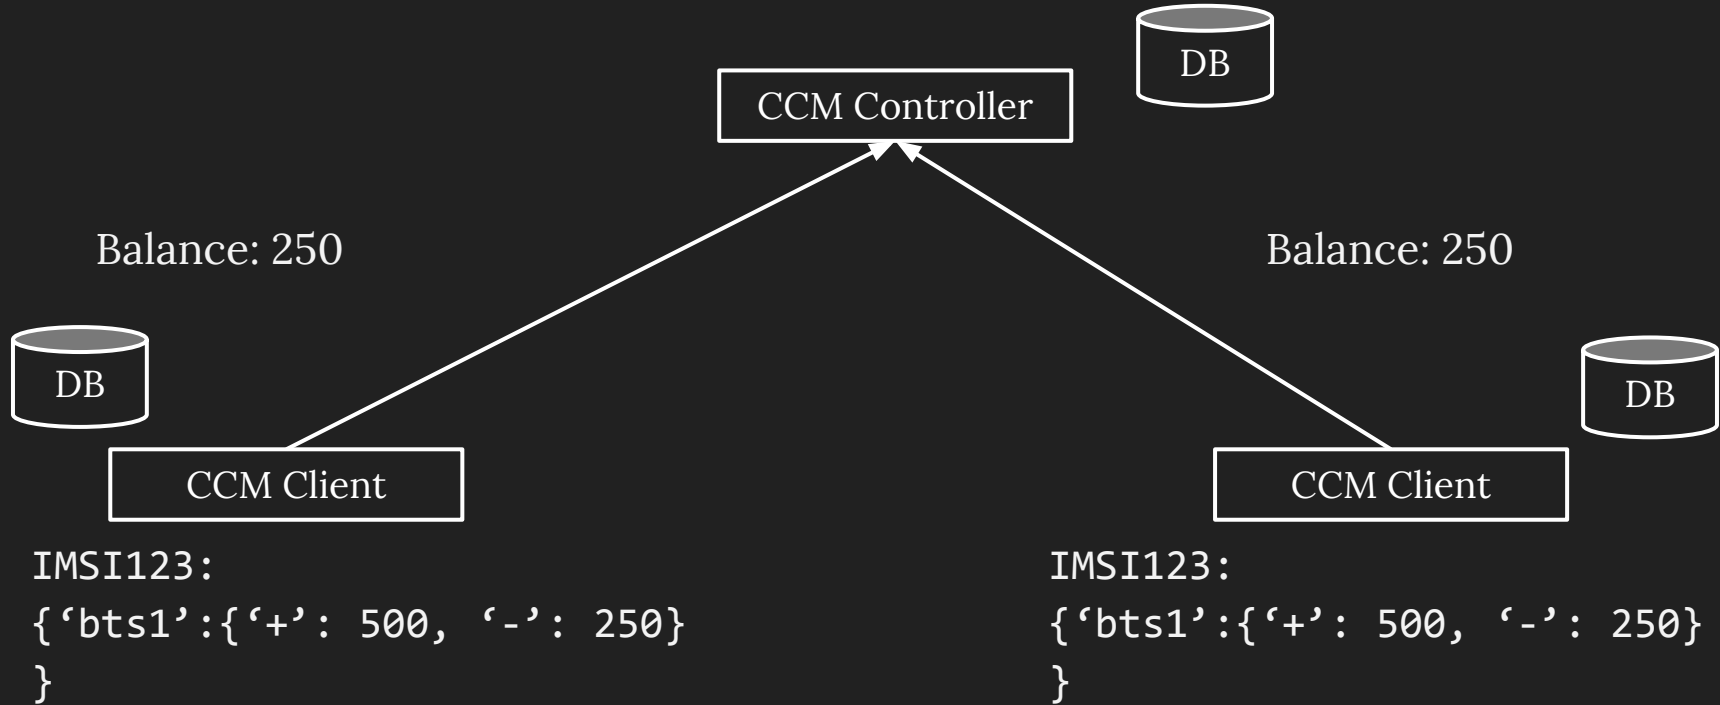 DB
CCM Controller
Balance: 250
Balance: 250
DB
DB
CCM Client
CCM Client
IMSI123:
{‘bts1’:{‘+’: 500, ‘-’: 250}
}
IMSI123:
{‘bts1’:{‘+’: 500, ‘-’: 250}
}